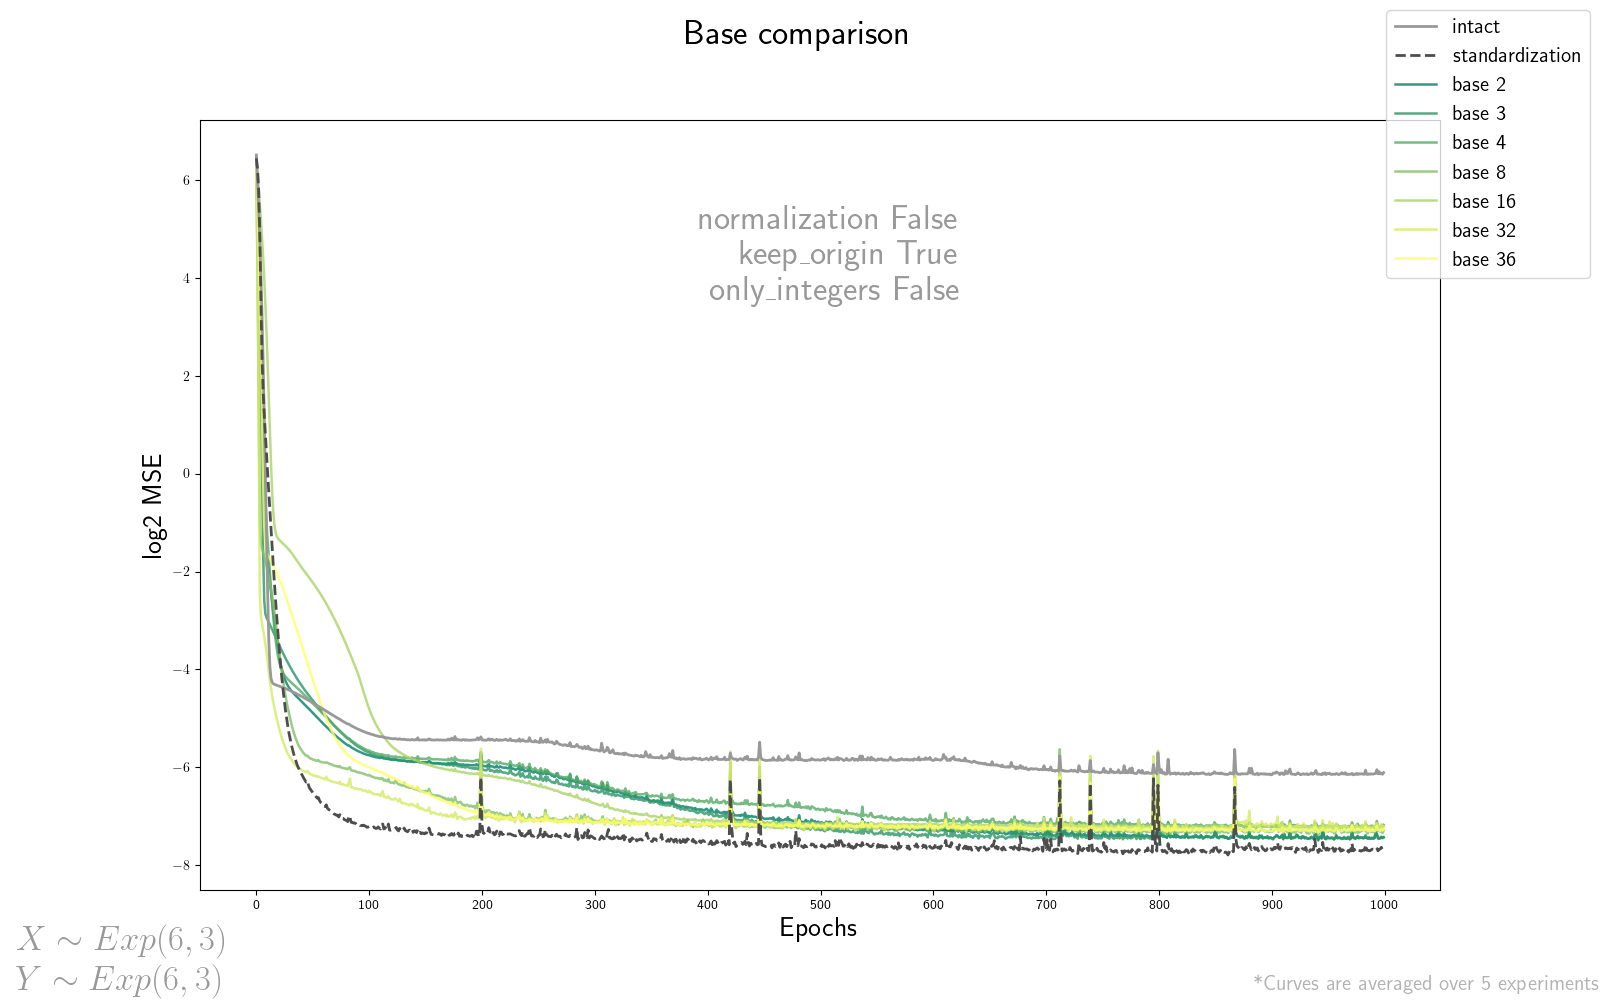 Base comparison
intact
standardization
base 2
base 3
base 4
base 8
base 16
base 32
base 36
normalization False
keep_origin True
only_integers False
log2 MSE
6
4
2
0
−2
−4
−6
−8
0
100
200
300
400
500
600
700
800
900
1000
Epochs
X ∼ Exp(6, 3)
Y ∼ Exp(6, 3)
*Curves are averaged over 5 experiments